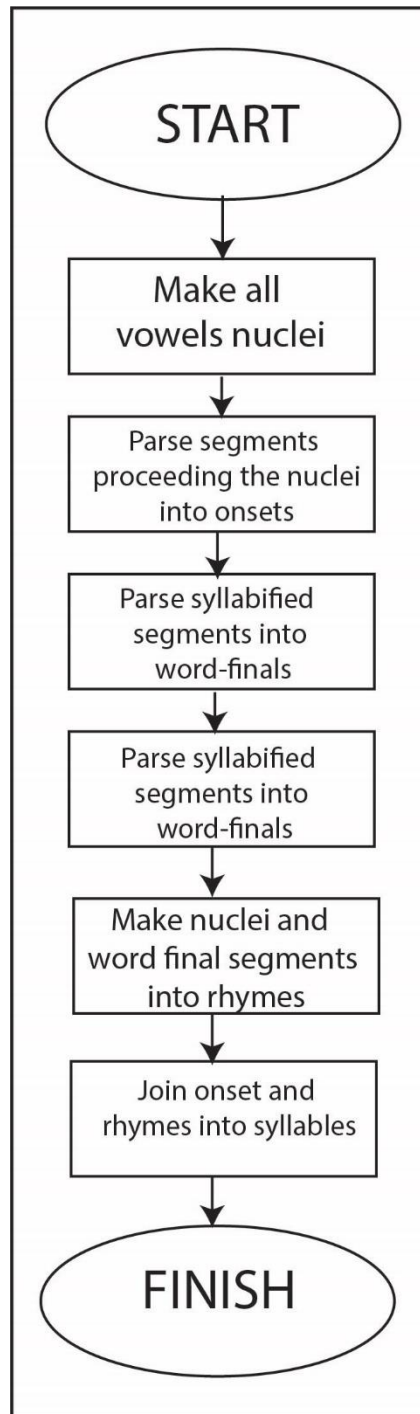 START
Make all
vowels nuclei
Parse segments
proceeding the nuclei
into onsets
Parse syllabified
segments into
word-finals
Parse syllabified
segments into
word-finals
Make nuclei and
word final segments
into rhymes
Join onset and
rhymes into syllables
FINISH